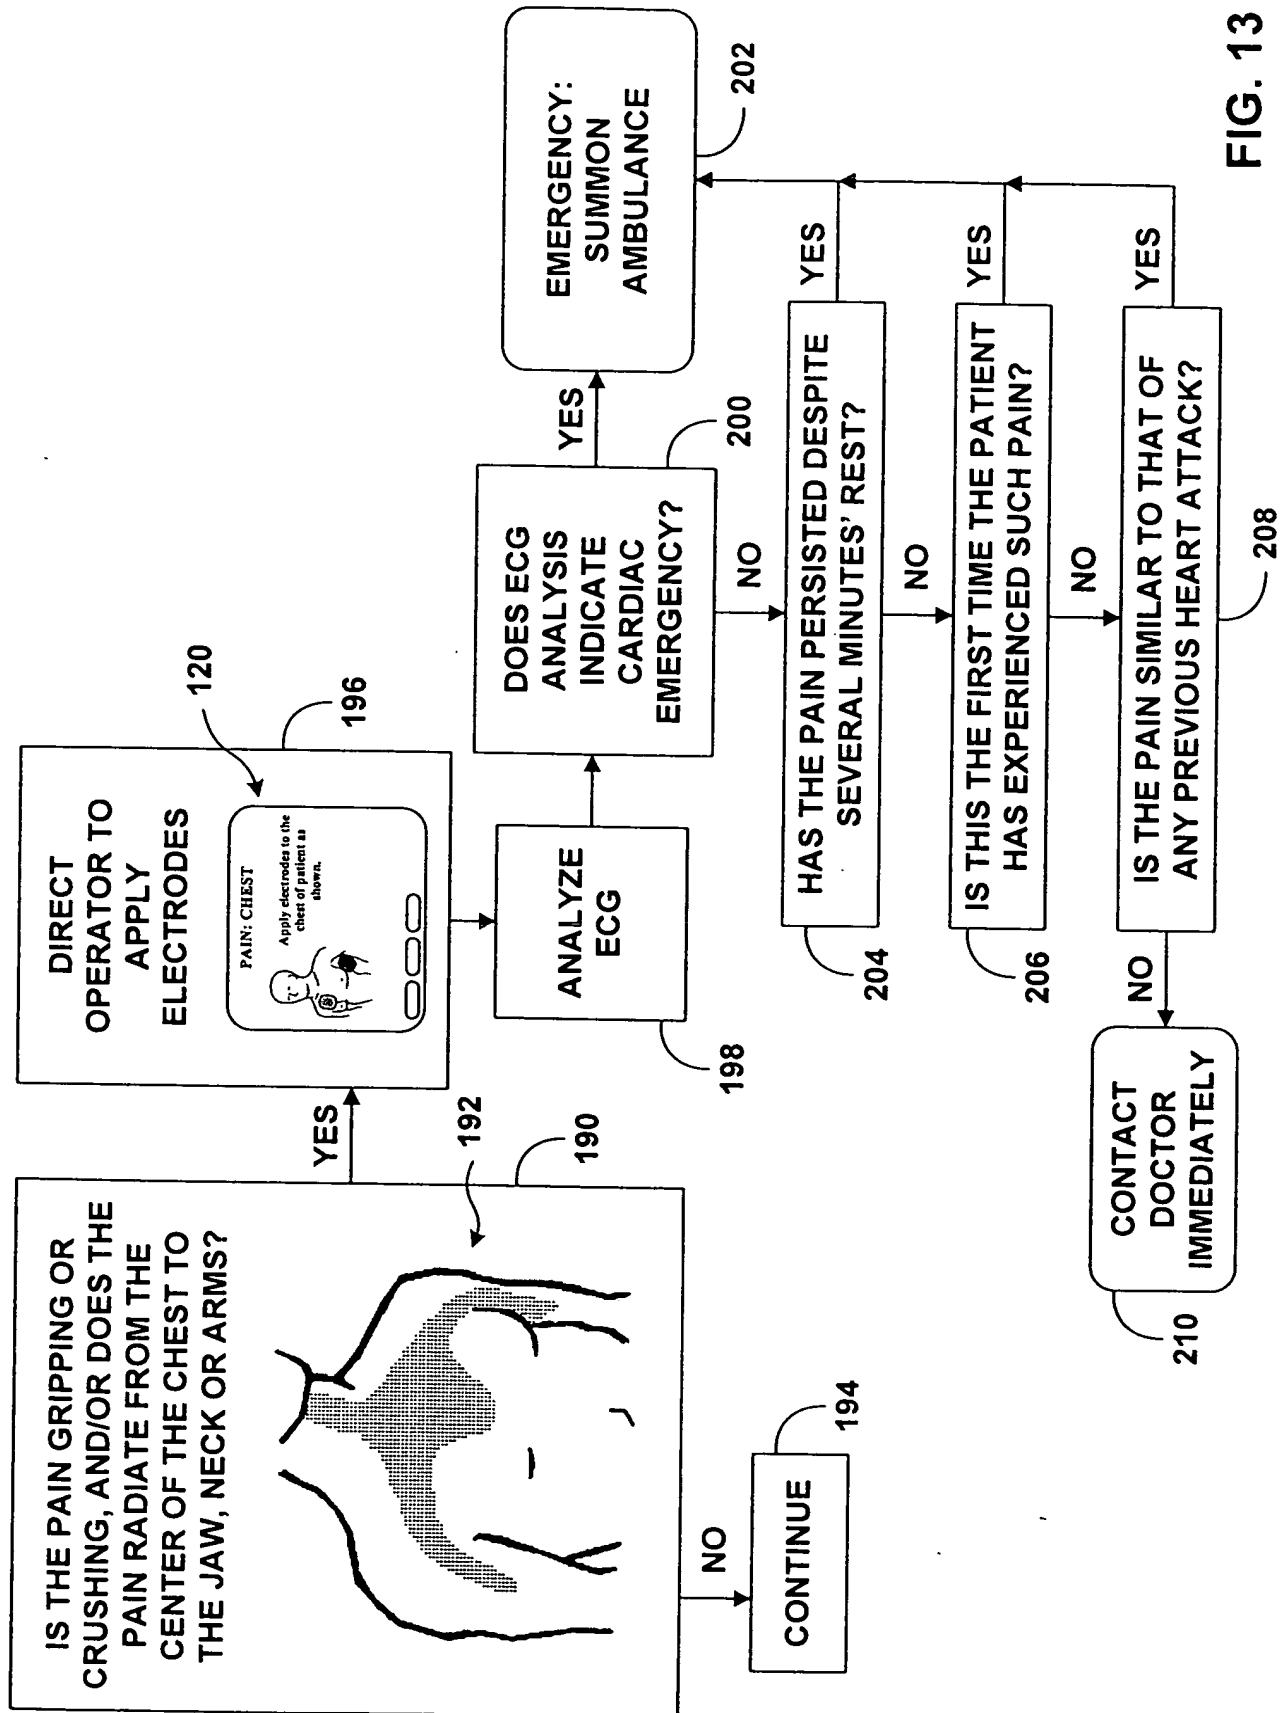 IS THE PAIN GRIPPING OR
CRUSHING, AND/OR DOES THE
PAIN RADIATE FROM THE
CENTER OF THE CHEST TO
THE JAW, NECK OR ARMS?
192
190
YES
NO
CONTINUE
194
DIRECT
OPERATOR TO
APPLY
ELECTRODES
PAIN: CHEST
Apply electrodes to the
chest of patient as
shown.
120
196
ANALYZE
ECG
198
DOES ECG
ANALYSIS
INDICATE
CARDIAC
EMERGENCY?
200
YES
EMERGENCY:
SUMMON
AMBULANCE
202
NO
HAS THE PAIN PERSISTED DESPITE
SEVERAL MINUTES' REST?
204
YES
NO
IS THIS THE FIRST TIME THE PATIENT
HAS EXPERIENCED SUCH PAIN?
206
YES
NO
IS THE PAIN SIMILAR TO THAT OF
ANY PREVIOUS HEART ATTACK?
208
YES
NO
CONTACT
DOCTOR
IMMEDIATELY
210
FIG. 13